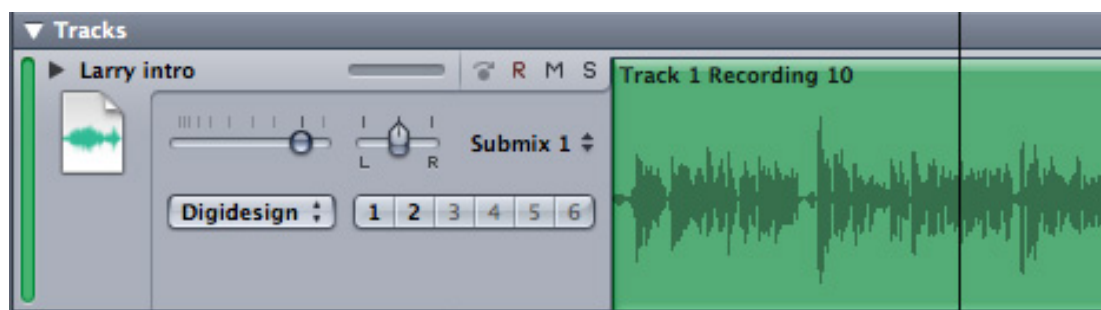 Tracks
Larry intro R M S Track 1 Recording 10
L R Submix 1
Digidesign 1 2 3 4 5 6